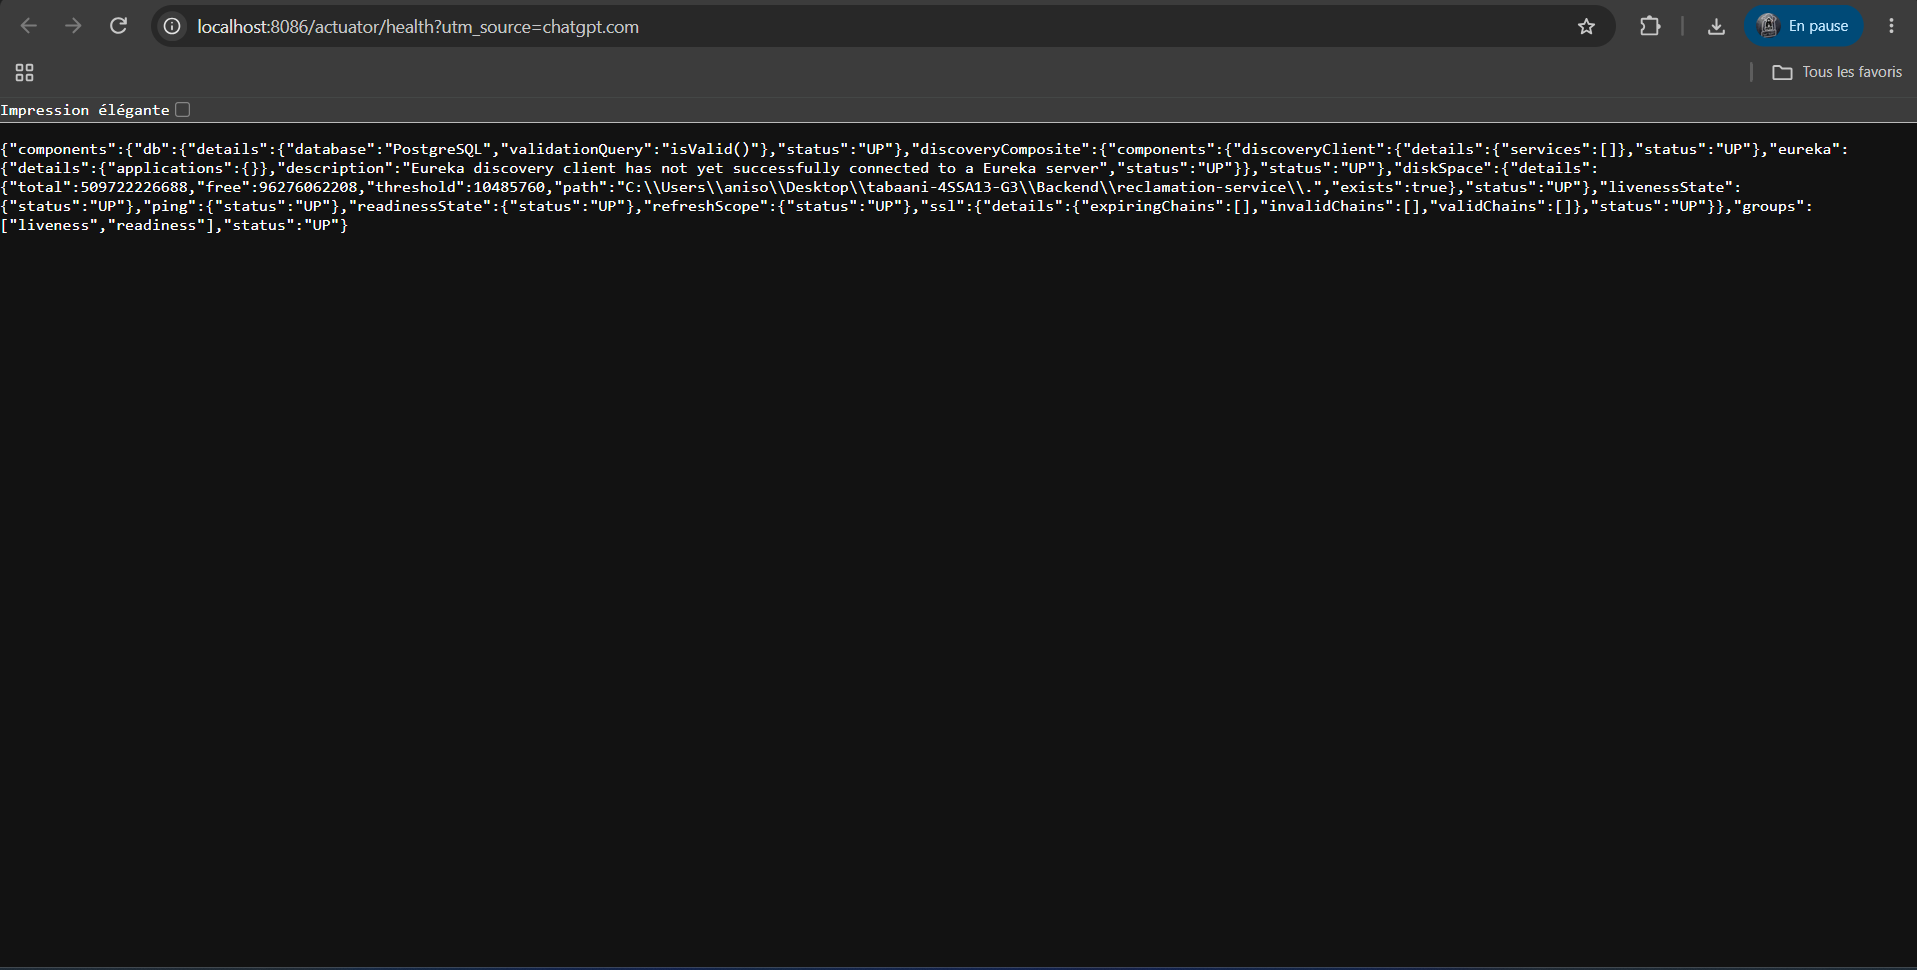 localhost:8086/actuator/health?utm_source=chatgpt.com
En pause
Tous les favoris
Impression élégante
{"components":{"db":{"details":{"database":"PostgreSQL","validationQuery":"isValid()"},"status":"UP"},"discoveryComposite":{"components":{"discoveryClient":{"details":{"services":[]},"status":"UP"},"eureka":
{"details":{"applications":{}},"description":"Eureka discovery client has not yet successfully connected to a Eureka server","status":"UP"}},"status":"UP"},"diskSpace":{"details":
{"total":509722226688,"free":96276062208,"threshold":10485760,"path":"C:\\Users\\aniso\\Desktop\\tabaani-4SSA13-G3\\Backend\\reclamation-service\\.","exists":true},"status":"UP"},"livenessState":
{"status":"UP"},"ping":{"status":"UP"},"readinessState":{"status":"UP"},"refreshScope":{"status":"UP"},"ssl":{"details":{"expiringChains":[],"invalidChains":[],"validChains":[]},"status":"UP"}},"groups":
["liveness","readiness"],"status":"UP"}